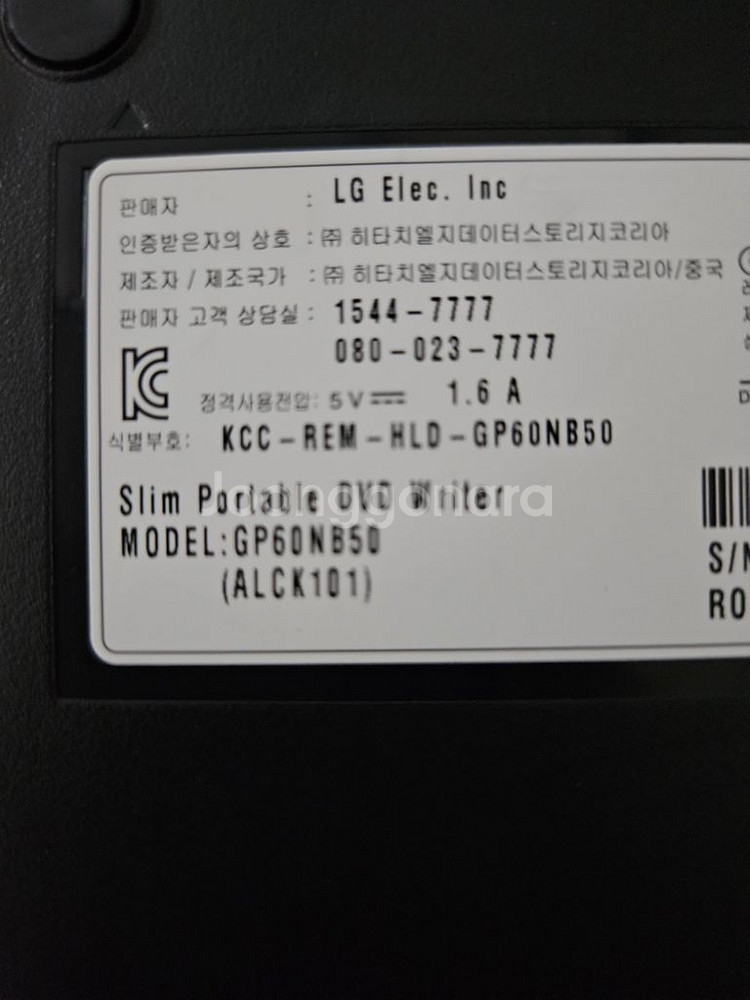 판매자 : LG Elec. Inc
인증받은자의 상호 : ㈜ 히타치엘지데이터스토리지코리아
제조자 / 제조국가 : ㈜ 히타치엘지데이터스토리지코리아/중국
판매자 고객 상담실 : 1544-7777
080-023-7777
정격사용전압: 5V 1.6 A
식별부호: KCC-REM-HLD-GP60NB50
Slim Portable DVD Writer
Joonggonara
MODEL:GP60NB50
(ALCK101)
S/N
RO